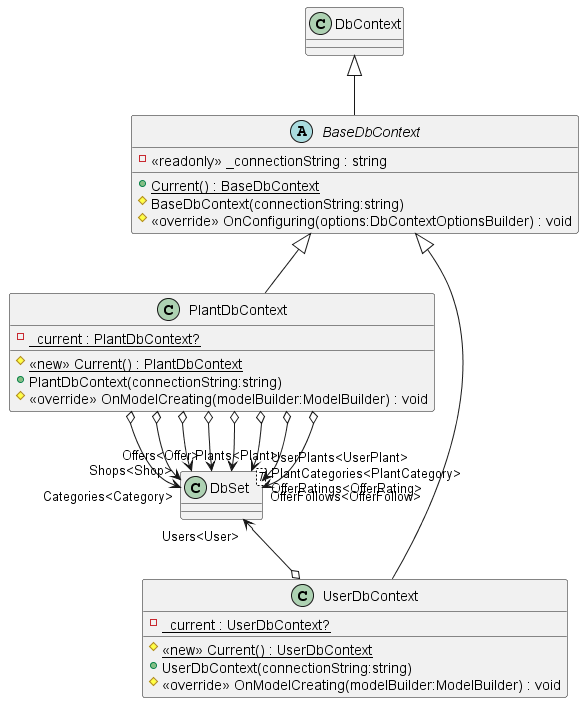 C DbContext
A BaseDbContext
«readonly» _connectionString : string
Current() : BaseDbContext
BaseDbContext(connectionString:string)
«override» OnConfiguring(options:DbContextOptionsBuilder) : void
C PlantDbContext
_current : PlantDbContext?
«new» Current() : PlantDbContext
PlantDbContext(connectionString:string)
«override» OnModelCreating(modelBuilder:ModelBuilder) : void
Offers<Offer>
Plants<Plant>
UserPlants<UserPlant>
Shops<Shop>
PlantCategories<PlantCategory>
C DbSet
OfferRatings<OfferRating>
Categories<Category>
OfferFollows<OfferFollow>
Users<User>
C UserDbContext
_current : UserDbContext?
«new» Current() : UserDbContext
UserDbContext(connectionString:string)
«override» OnModelCreating(modelBuilder:ModelBuilder) : void